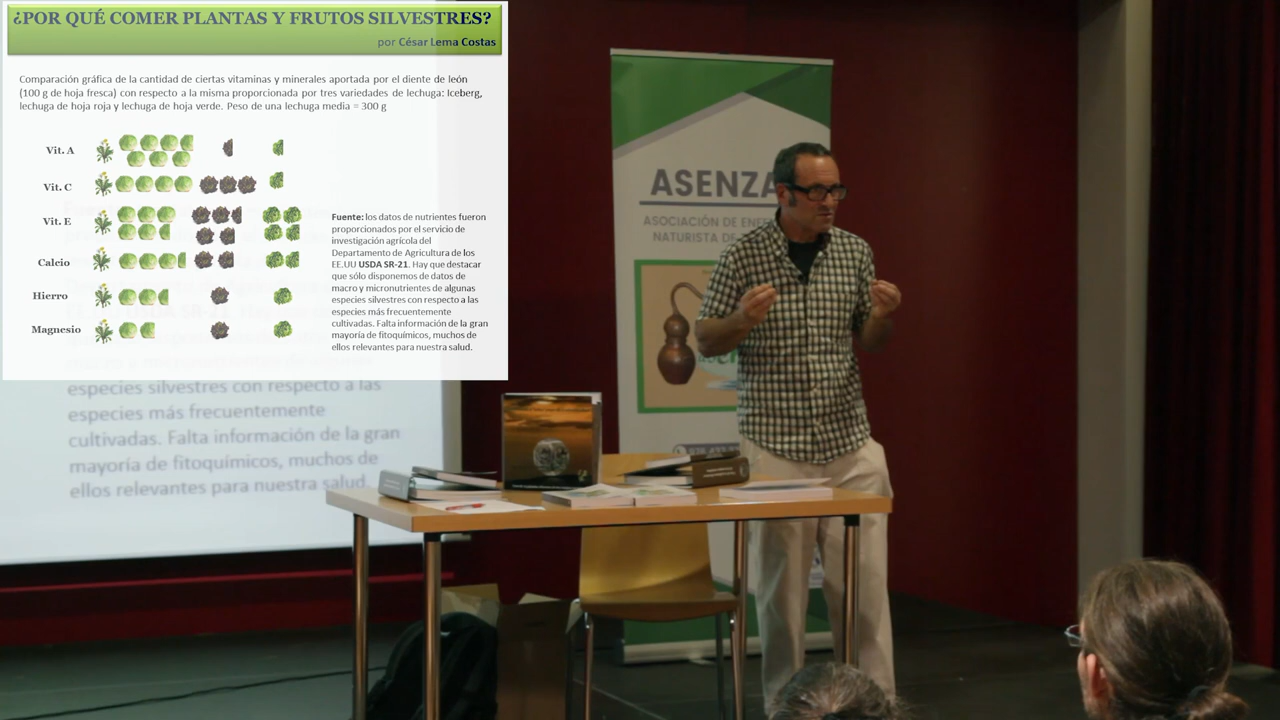 ¿POR QUÉ COMER PLANTAS Y FRUTOS SILVESTRES?
por César Lema Costas
Comparación gráfica de la cantidad de ciertas vitaminas y minerales aportada por el diente de león
(100 g de hoja fresca) con respecto a la misma proporcionada por tres variedades de lechuga: Iceberg,
lechuga de hoja roja y lechuga de hoja verde. Peso de una lechuga media = 300 g
Vit. A
Vit. C
Vit. E
Calcio
Hierro
Magnesio
Fuente: los datos de nutrientes fueron
proporcionados por el servicio de
investigación agrícola del
Departamento de Agricultura de los
EE.UU USDA SR-21. Hay que destacar
que sólo disponemos de datos de
macro y micronutrientes de algunas
especies silvestres con respecto a las
especies más frecuentemente
cultivadas. Falta información de la gran
mayoría de fitoquímicos, muchos de
ellos relevantes para nuestra salud.
especies silvestres con respecto a las
especies más frecuentemente
cultivadas. Falta información de la gran
mayoría de fitoquímicos, muchos de
ellos relevantes para nuestra salud.
ASENZA
ASOCIACIÓN DE ENFE
NATURISTA DE